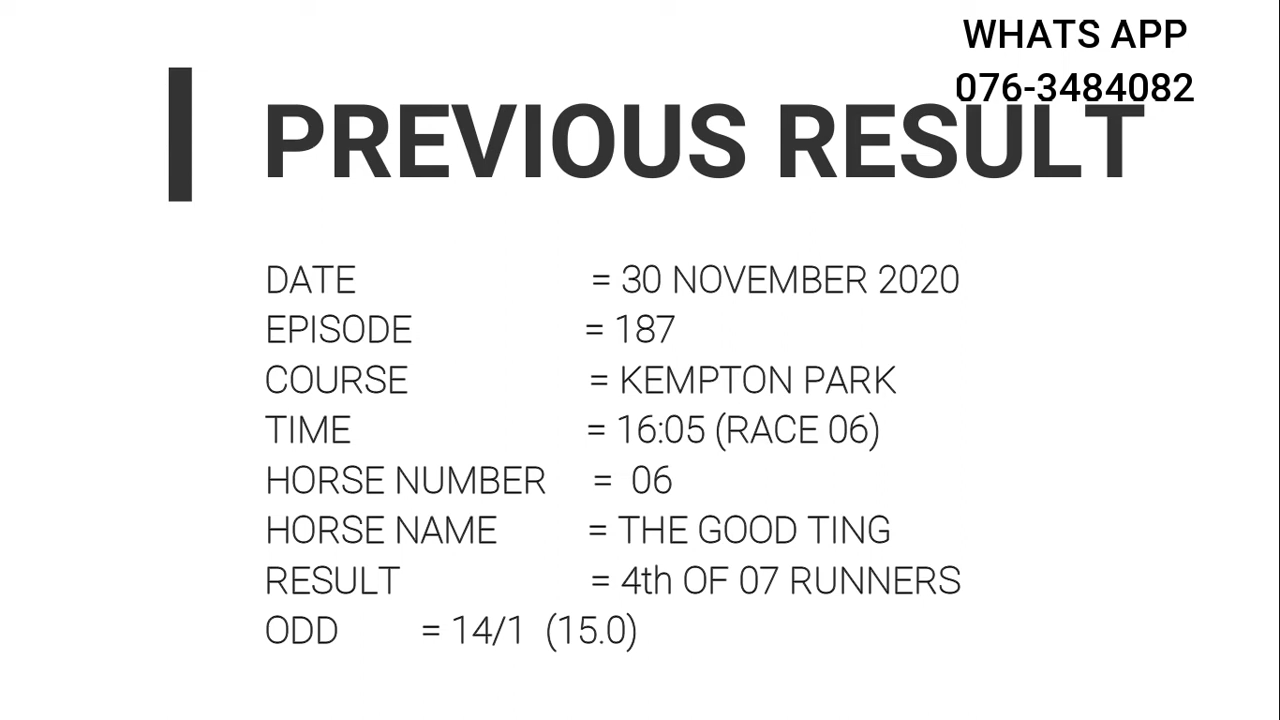 WHATS APP
076-3484082
PREVIOUS RESULT
DATE = 30 NOVEMBER 2020
EPISODE = 187
COURSE = KEMPTON PARK
TIME = 16:05 (RACE 06)
HORSE NUMBER = 06
HORSE NAME = THE GOOD TING
RESULT = 4th OF 07 RUNNERS
ODD = 14/1 (15.0)